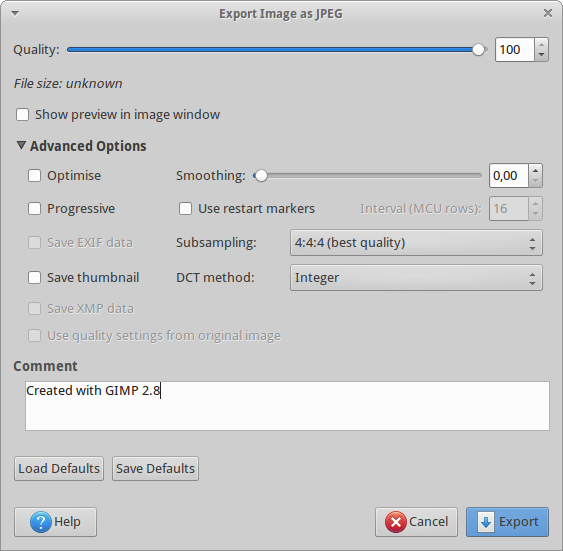 Export Image as JPEG
Quality: 100
File size: unknown
Show preview in image window
Advanced Options
Optimise Smoothing: 0,00
Progressive Use restart markers Interval (MCU rows): 16
Save EXIF data Subsampling: 4:4:4 (best quality)
Save thumbnail DCT method: Integer
Save XMP data
Use quality settings from original image
Comment
Created with GIMP 2.8
Load Defaults Save Defaults
Help Cancel Export